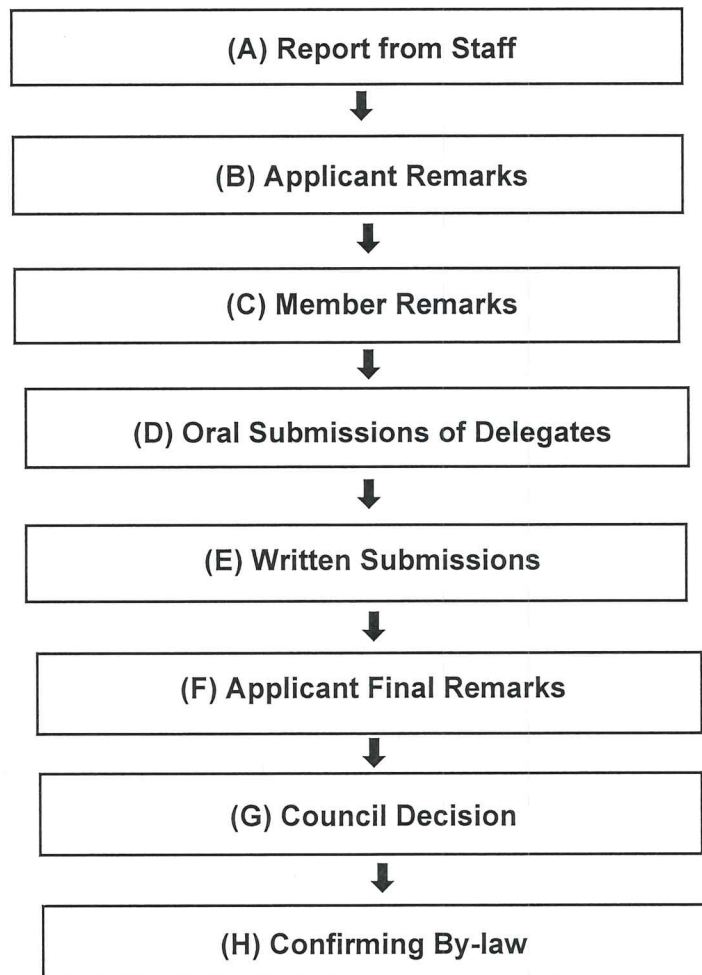 (A) Report from Staff
(B) Applicant Remarks
(C) Member Remarks
(D) Oral Submissions of Delegates
(E) Written Submissions
(F) Applicant Final Remarks
(G) Council Decision
(H) Confirming By-law